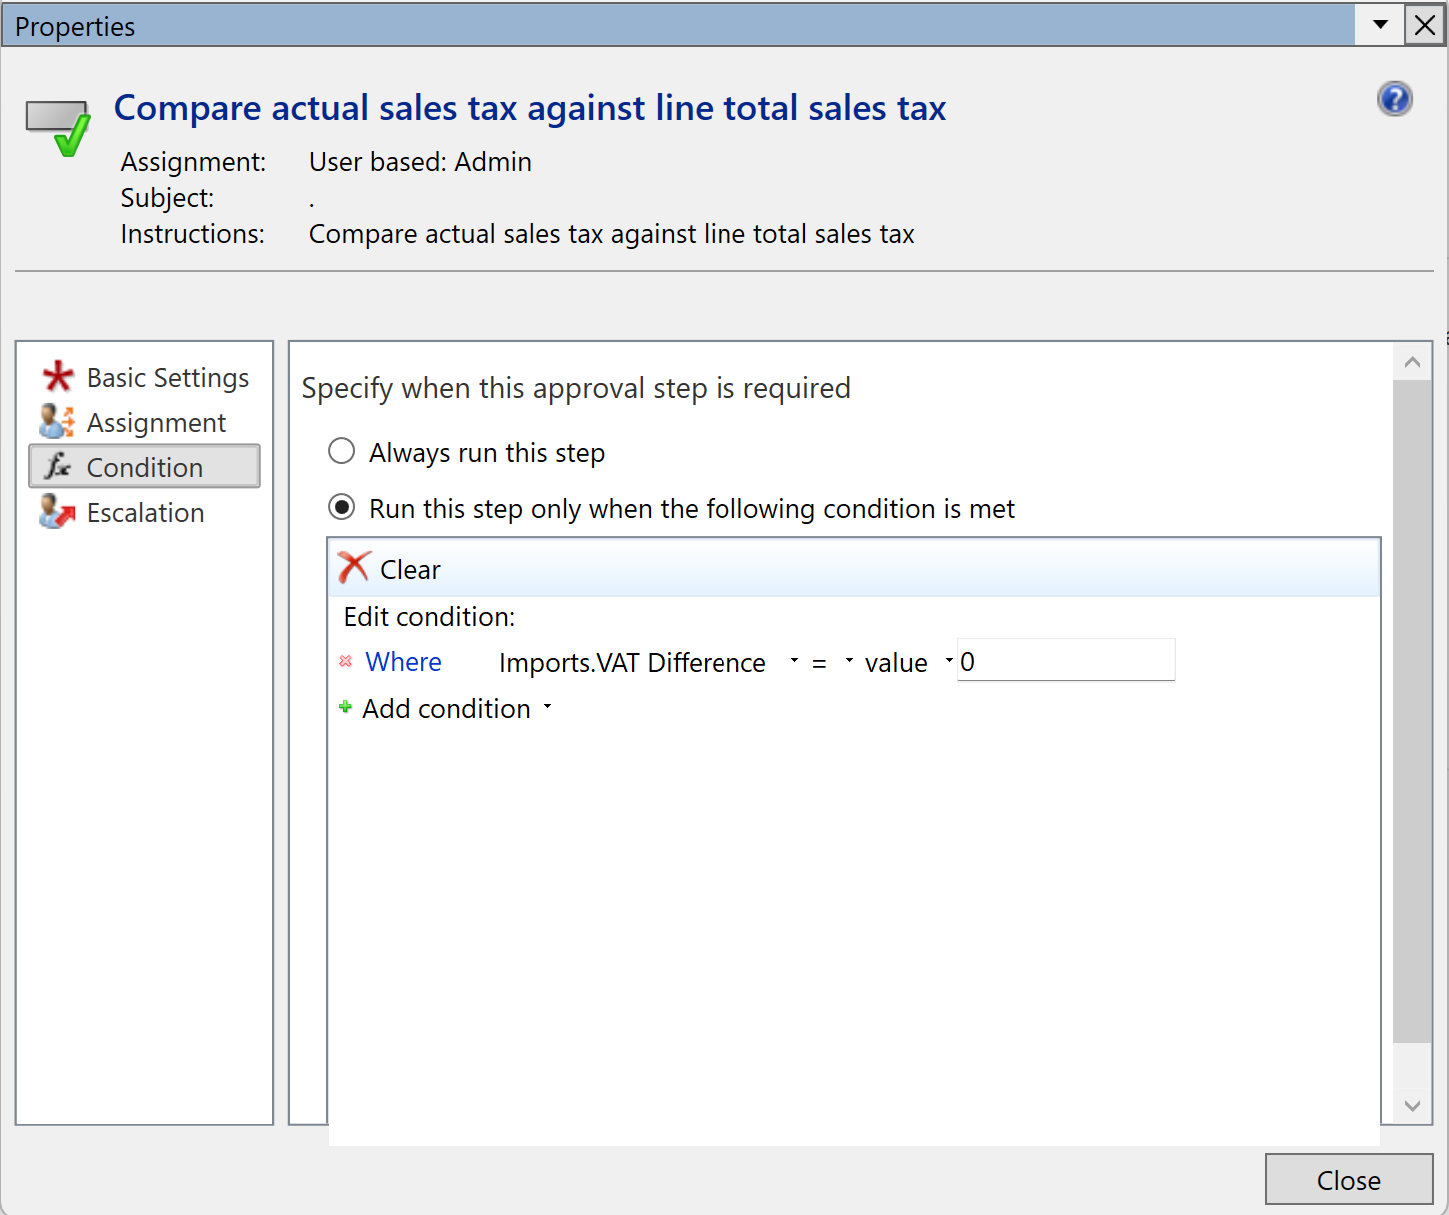 Properties
Compare actual sales tax against line total sales tax
Assignment: User based: Admin
Subject: .
Instructions: Compare actual sales tax against line total sales tax
Basic Settings
Assignment
Condition
Escalation
Specify when this approval step is required
Always run this step
Run this step only when the following condition is met
Clear
Edit condition:
Where Imports.VAT Difference = value 0
Add condition
Close